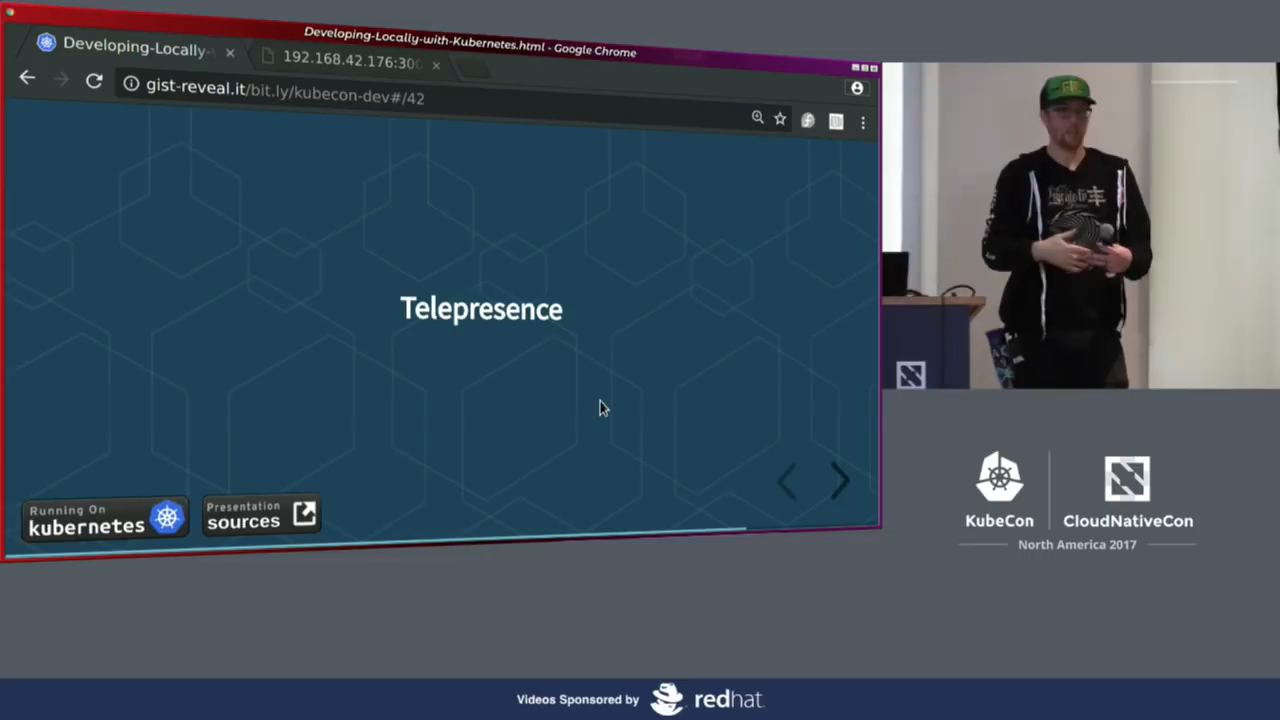 Developing-Locally-with-Kubernetes.html - Google Chrome
Developing-Locally-
192.168.42.176:300
gist-reveal.it/bit.ly/kubecon-dev#/42
Telepresence
Running On
kubernetes
Presentation
sources
KubeCon
CloudNativeCon
North America 2017
Videos Sponsored by
redhat